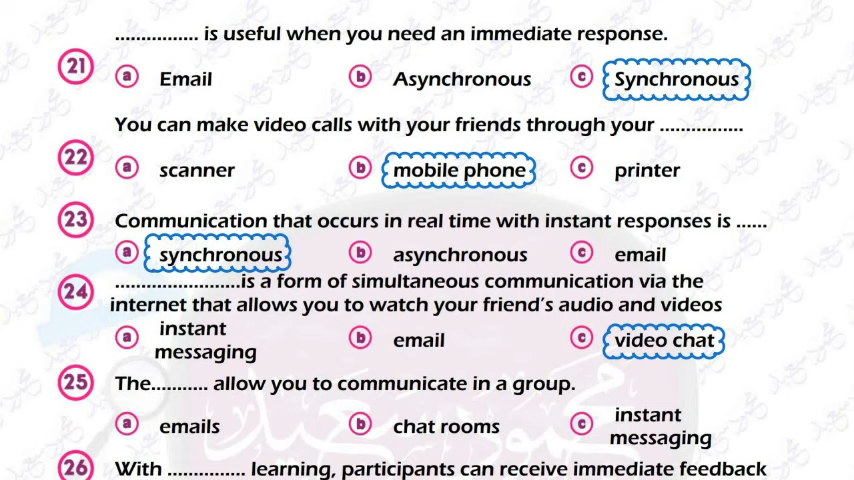 ................ is useful when you need an immediate response.
21 a Email b Asynchronous c Synchronous
You can make video calls with your friends through your ................
22 a scanner b mobile phone c printer
23 Communication that occurs in real time with instant responses is ......
a synchronous b asynchronous c email
24 ........................is a form of simultaneous communication via the
internet that allows you to watch your friend's audio and videos
a instant messaging b email c video chat
25 The........... allow you to communicate in a group.
a emails b chat rooms c instant messaging
26 With ............... learning, participants can receive immediate feedback
محمود سعيد